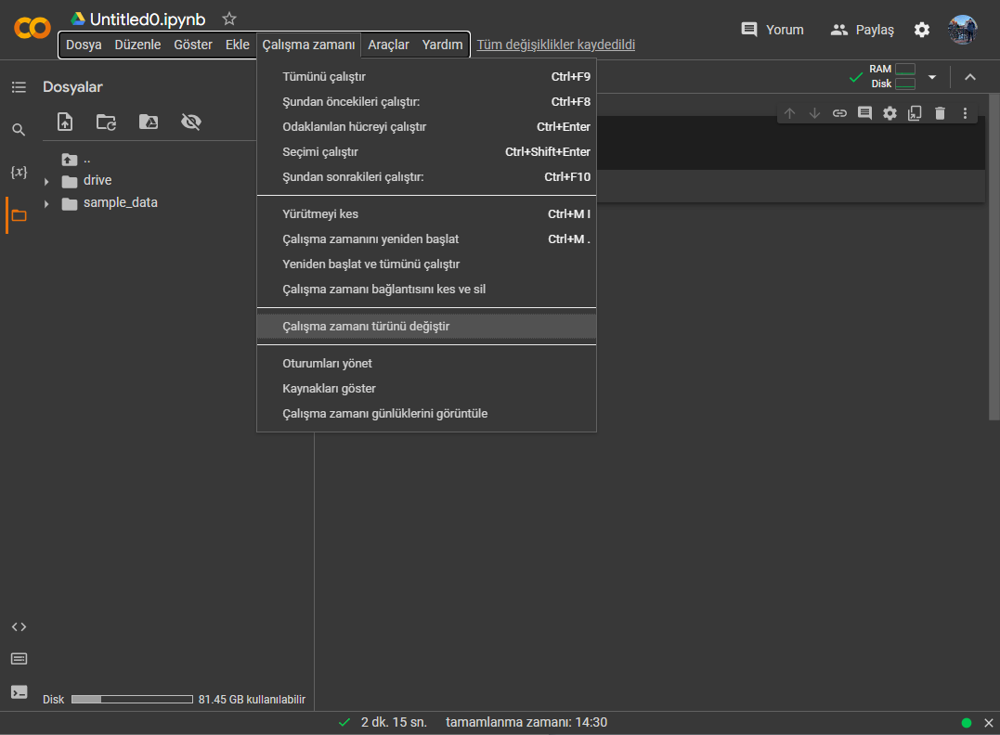 Untitled0.ipynb
Dosya Düzenle Göster Ekle Çalışma zamanı Araçlar Yardım Tüm değişiklikler kaydedildi
Yorum Paylaş
RAM
Disk
Dosyalar
{x}
..
drive
sample_data
Tümünü çalıştır Ctrl+F9
Şundan öncekileri çalıştır: Ctrl+F8
Odaklanılan hücreyi çalıştır Ctrl+Enter
Seçimi çalıştır Ctrl+Shift+Enter
Şundan sonrakileri çalıştır: Ctrl+F10
Yürütmeyi kes Ctrl+M I
Çalışma zamanını yeniden başlat Ctrl+M .
Yeniden başlat ve tümünü çalıştır
Çalışma zamanı bağlantısını kes ve sil
Çalışma zamanı türünü değiştir
Oturumları yönet
Kaynakları göster
Çalışma zamanı günlüklerini görüntüle
Disk 81.45 GB kullanılabilir
2 dk. 15 sn. tamamlanma zamanı: 14:30